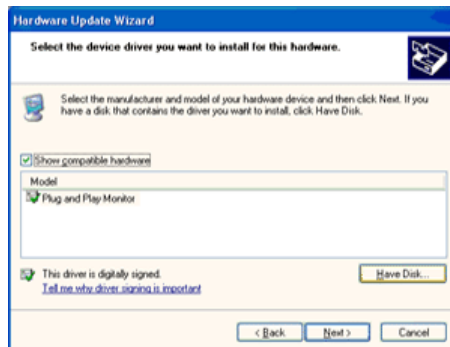 Hardware Update Wizard
Select the device driver you want to install for this hardware.
Select the manufacturer and model of your hardware device and then click Next. If you
have a disk that contains the driver you want to install, click Have Disk.
Show compatible hardware
Model
Plug and Play Monitor
This driver is digitally signed.
Have Disk...
Tell me why driver signing is important
< Back
Next >
Cancel